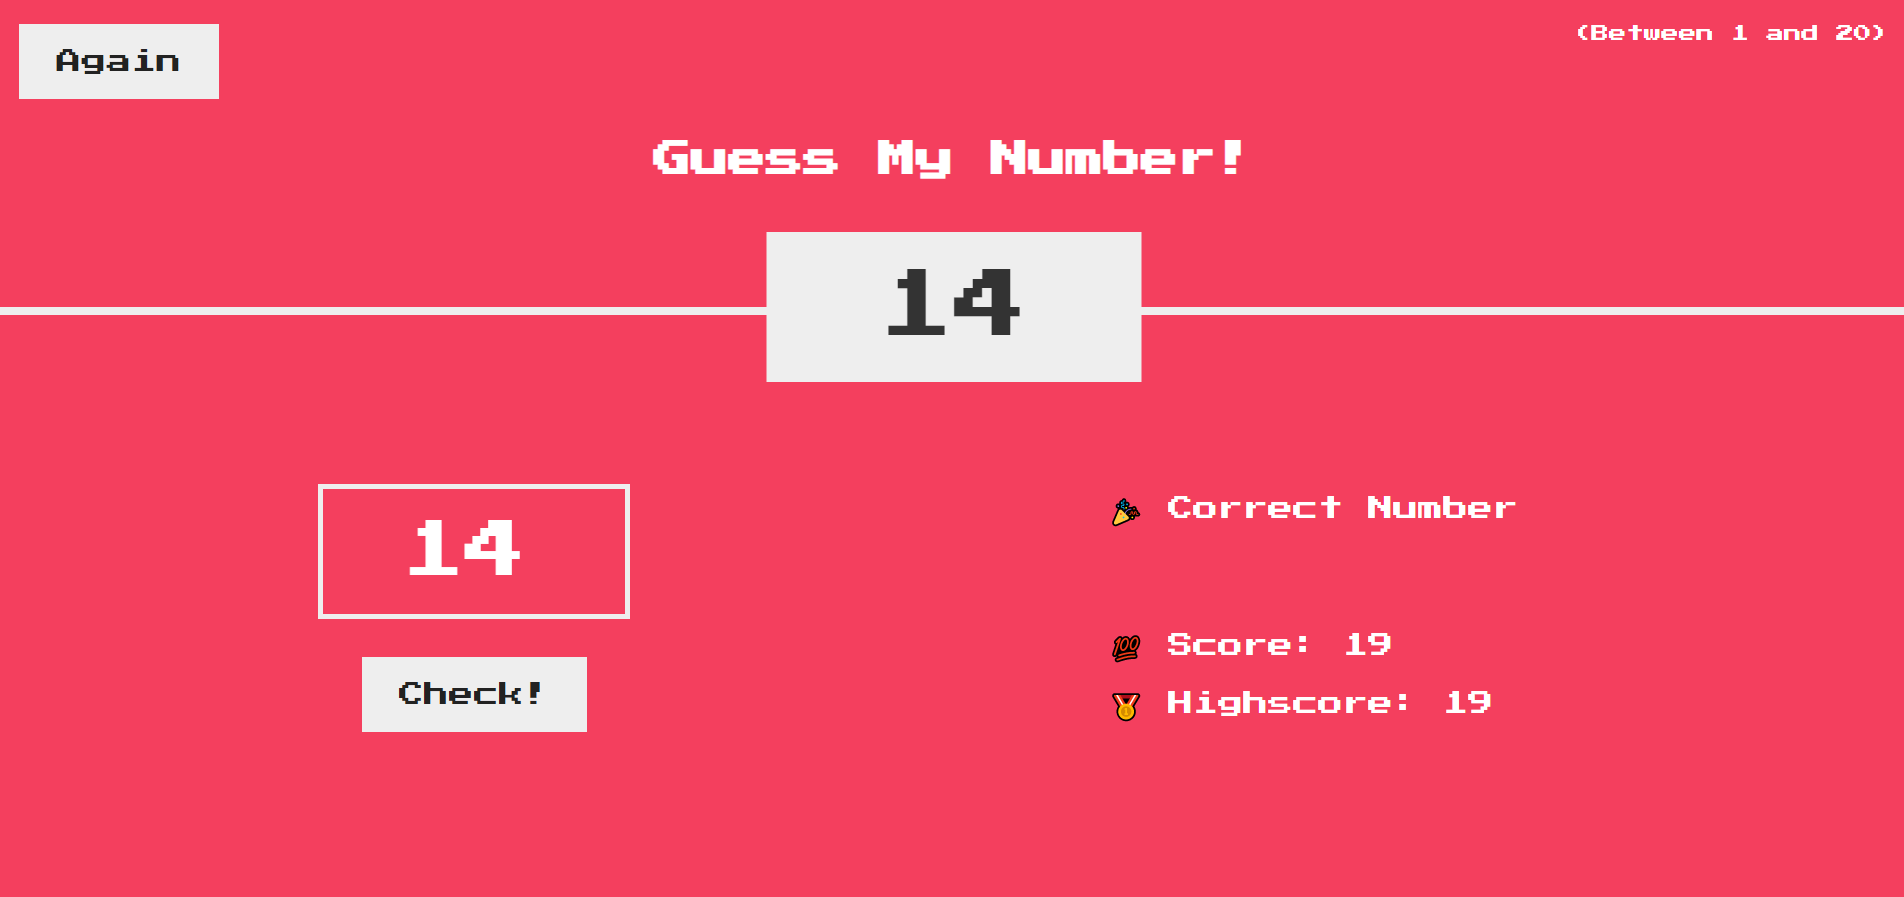 Again
(Between 1 and 20)
Guess My Number!
14
14
Check!
🎉 Correct Number
💯 Score: 19
🥇 Highscore: 19